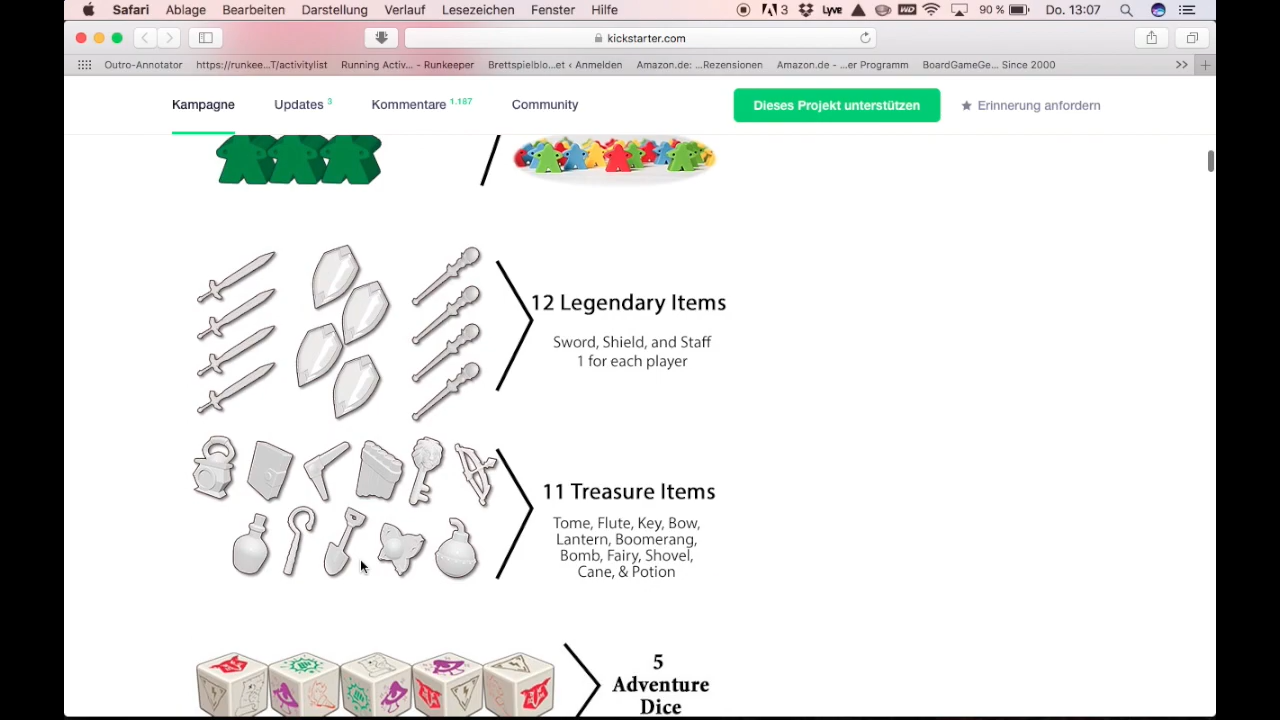 Safari Ablage Bearbeiten Darstellung Verlauf Lesezeichen Fenster Hilfe 3 Lyve WD 90 % Do. 13:07
kickstarter.com
Outro-Annotator https://runkee...T/activitylist Running Activ... - Runkeeper Brettspielblo...et ‹ Anmelden Amazon.de: ...Rezensionen Amazon.de - ...er Programm BoardGameGe... Since 2000 >> +
Kampagne Updates 3 Kommentare 1.187 Community Dieses Projekt unterstützen Erinnerung anfordern
12 Legendary Items
Sword, Shield, and Staff
1 for each player
11 Treasure Items
Tome, Flute, Key, Bow,
Lantern, Boomerang,
Bomb, Fairy, Shovel,
Cane, & Potion
5
Adventure
Dice